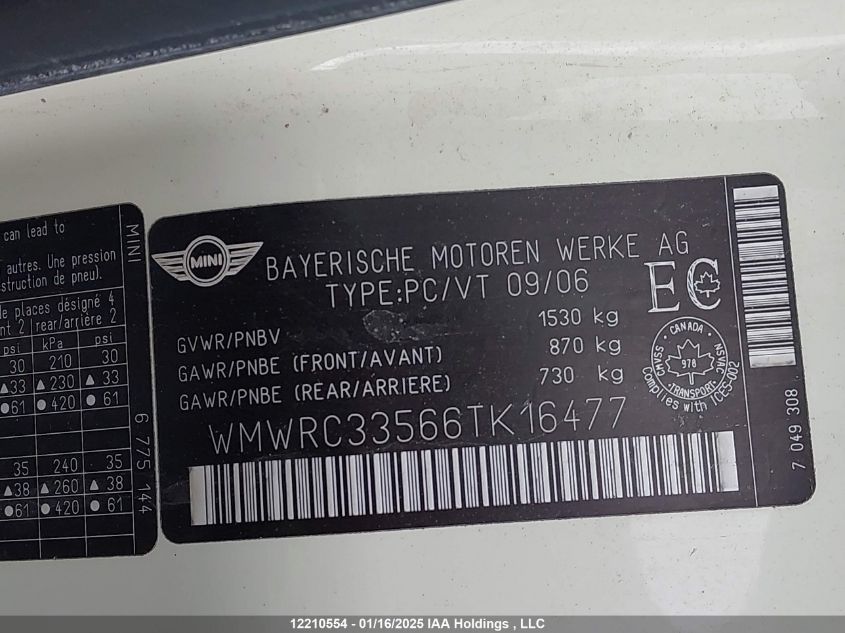 can lead to
autres. Une pression
struction de pneu).
de places désigné 4
nt 2 rear/arrière 2
psi kPa psi
30 210 30
▲33 ▲230 ▲33
●61 ●420 ●61
35 240 35
▲38 ▲260 ▲38
●61 ●420 ●61
MINI
6 775 144
MINI
BAYERISCHE MOTOREN WERKE AG
TYPE:PC/VT 09/06
EC
GVWR/PNBV 1530 kg
GAWR/PNBE (FRONT/AVANT) 870 kg
GAWR/PNBE (REAR/ARRIERE) 730 kg
WMWRC33566TK16477
CANADA
978
TRANSPORT
CMVSS
NSVAC
Complies with ICES-002
7 049 308
12210554 - 01/16/2025 IAA Holdings , LLC